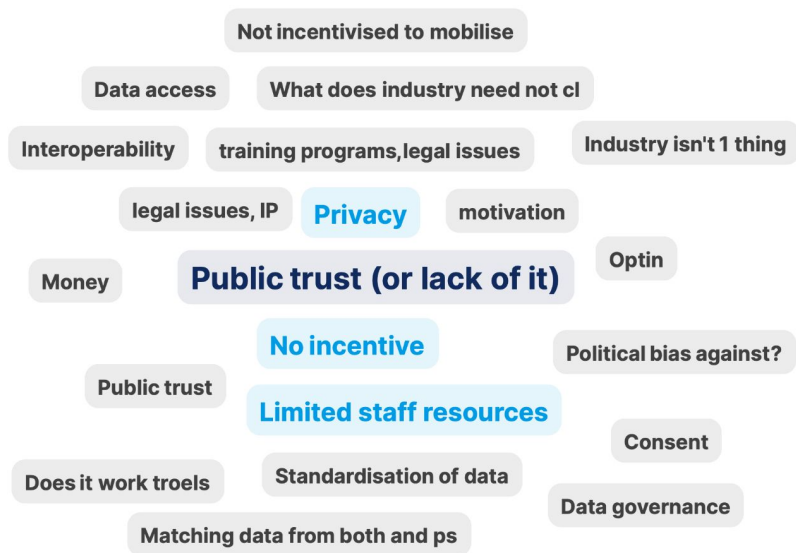 Not incentivised to mobilise
Data access
What does industry need not cl
Interoperability
training programs,legal issues
Industry isn't 1 thing
legal issues, IP
Privacy
motivation
Public trust (or lack of it)
Optin
Money
No incentive
Political bias against?
Public trust
Limited staff resources
Consent
Does it work troels
Standardisation of data
Data governance
Matching data from both and ps